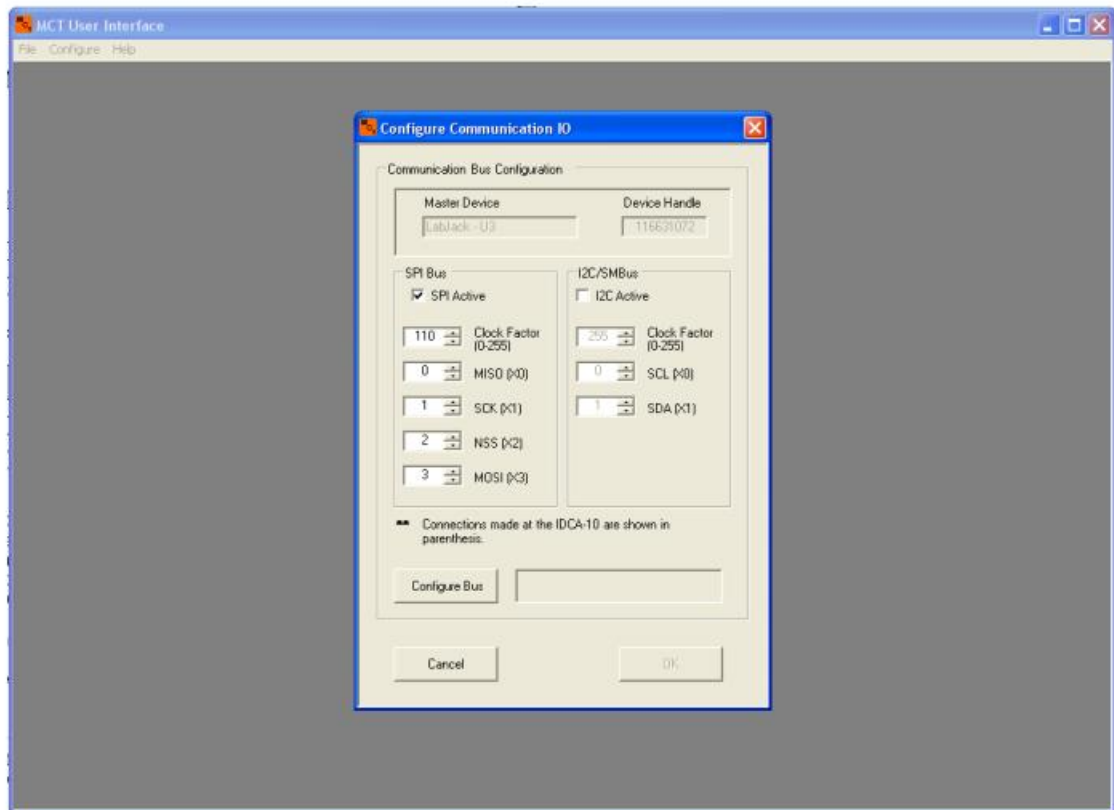 MCT User Interface
File Configure Help
Configure Communication IO
Communication Bus Configuration
Master Device
Device Handle
LabJack - U3
116631072
SPI Bus
SPI Active
110
Clock Factor
(0-255)
0
MISO (X0)
1
SCK (X1)
2
NSS (X2)
3
MOSI (X3)
I2C/SMBus
I2C Active
255
Clock Factor
(0-255)
0
SCL (X0)
1
SDA (X1)
Connections made at the IDCA-10 are shown in
parenthesis.
Configure Bus
Cancel
OK